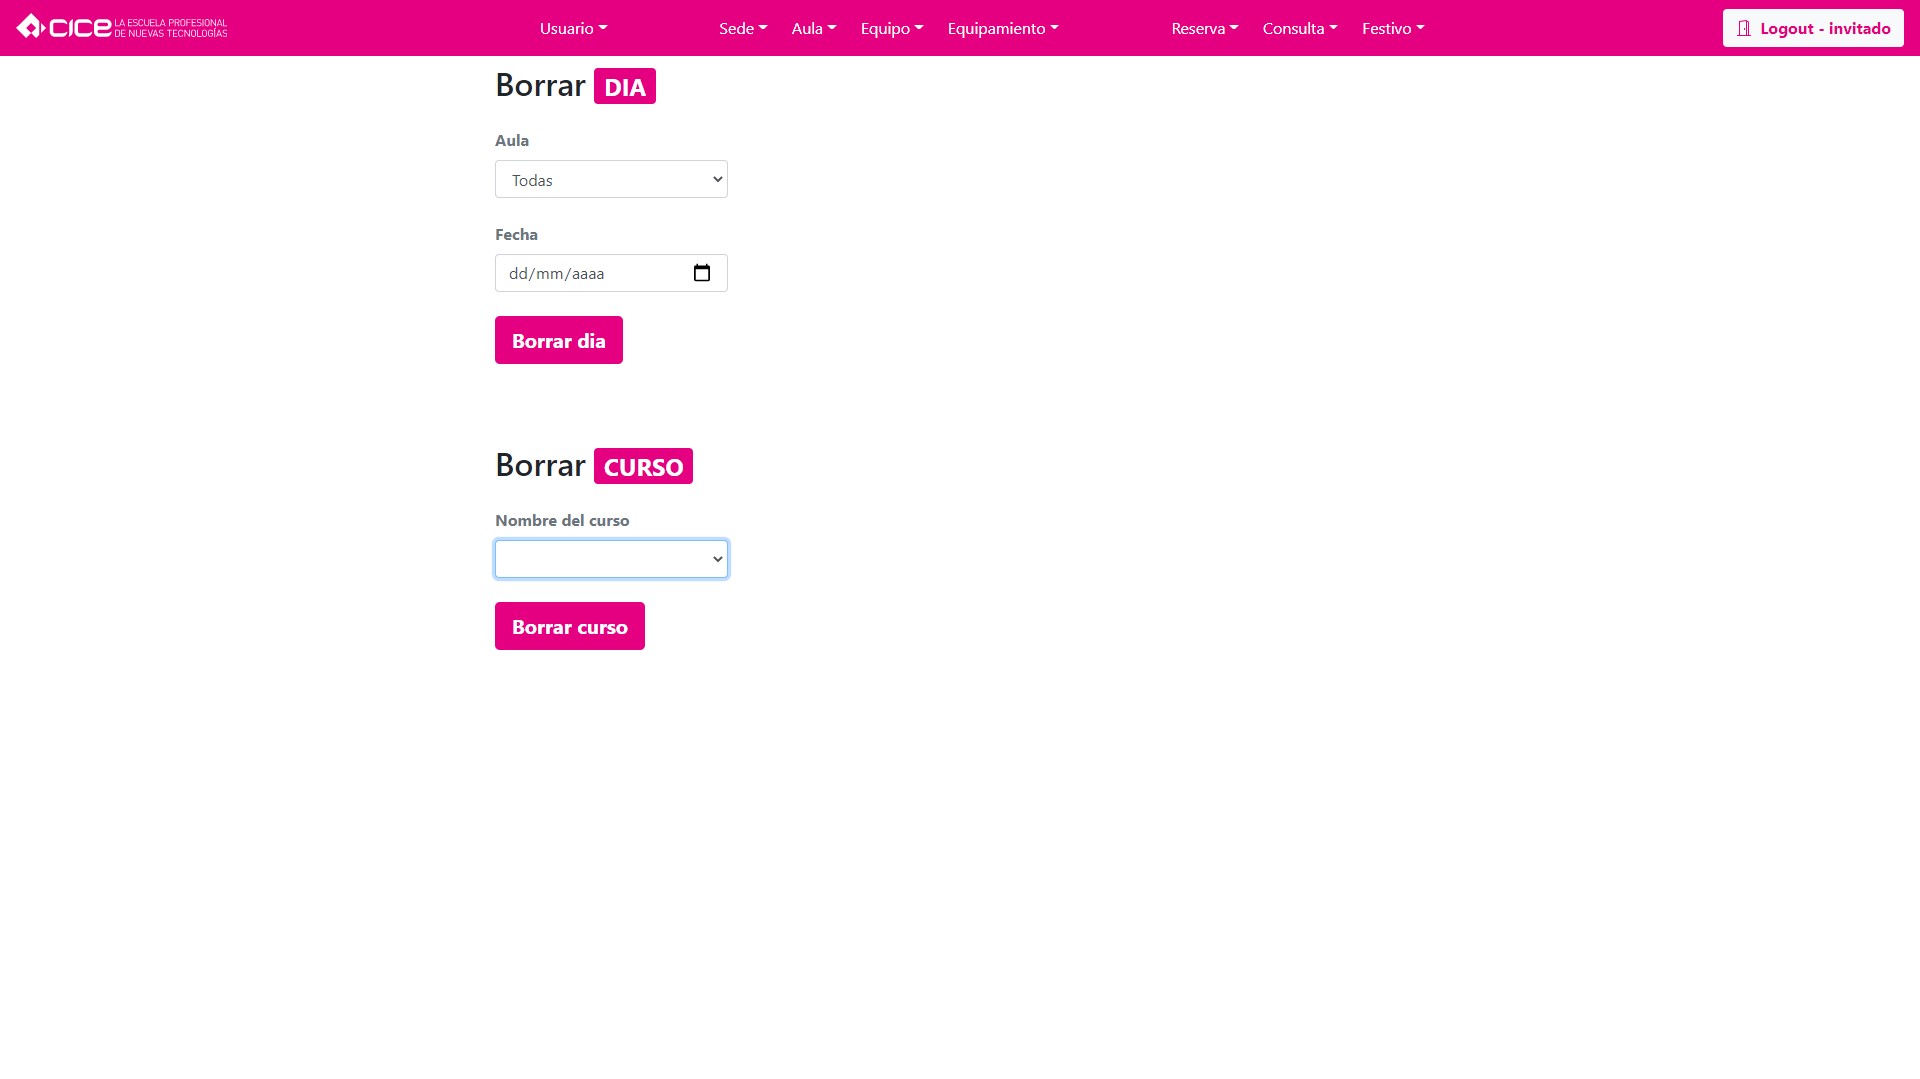 cice LA ESCUELA PROFESIONAL
DE NUEVAS TECNOLOGÍAS
Usuario Sede Aula Equipo Equipamiento Reserva Consulta Festivo Logout - invitado
Borrar DIA
Aula
Todas
Fecha
dd/mm/aaaa
Borrar dia
Borrar CURSO
Nombre del curso
Borrar curso